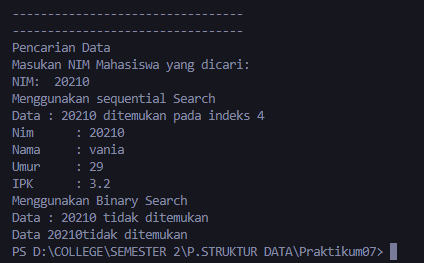 --------------------------------
--------------------------------
Pencarian Data
Masukan NIM Mahasiswa yang dicari:
NIM:  20210
Menggunakan sequential Search
Data : 20210 ditemukan pada indeks 4
Nim      : 20210
Nama     : vania
Umur     : 29
IPK      : 3.2
Menggunakan Binary Search
Data : 20210 tidak ditemukan
Data 20210tidak ditemukan
PS D:\COLLEGE\SEMESTER 2\P.STRUKTUR DATA\Praktikum07>